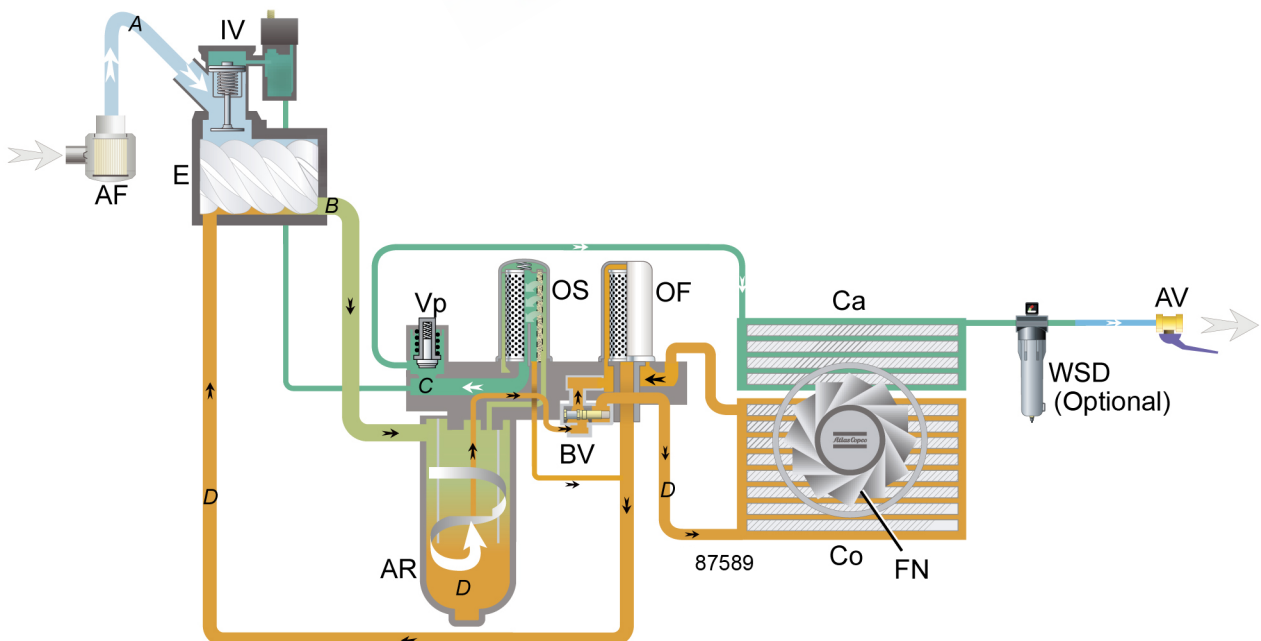 A
IV
AF
E
B
Vp
OS
OF
Ca
AV
C
WSD
(Optional)
BV
Atlas Copco
D
D
AR
D
87589
Co
FN